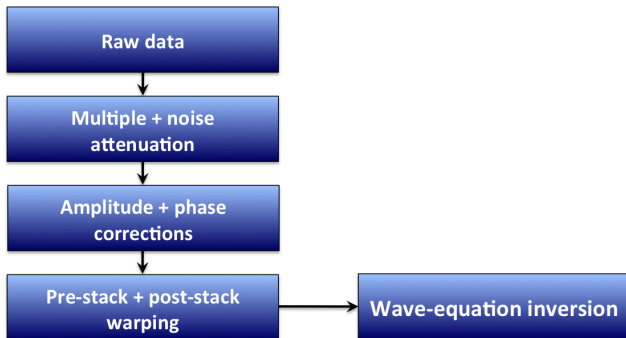 Raw data
Multiple + noise
attenuation
Amplitude + phase
corrections
Pre-stack + post-stack
warping
Wave-equation inversion